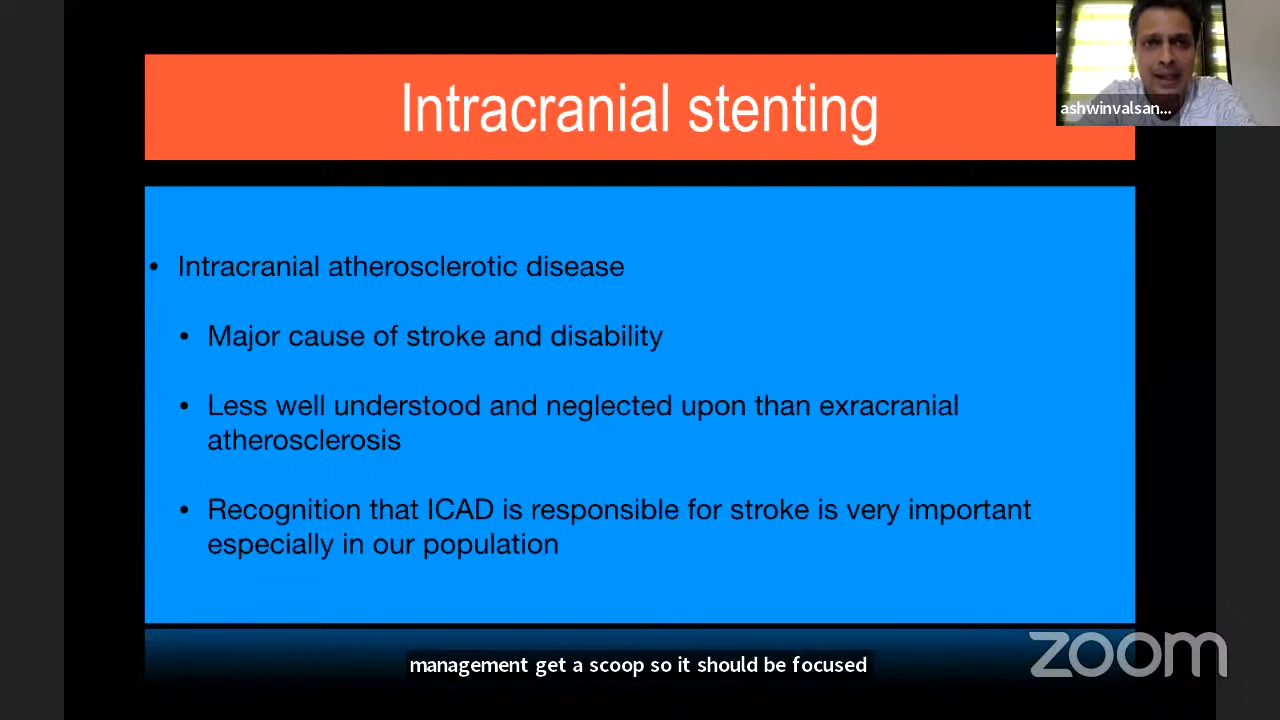 Intracranial stenting
ashwinvalsan...
• Intracranial atherosclerotic disease
• Major cause of stroke and disability
• Less well understood and neglected upon than exracranial
atherosclerosis
• Recognition that ICAD is responsible for stroke is very important
especially in our population
management get a scoop so it should be focused
zoom